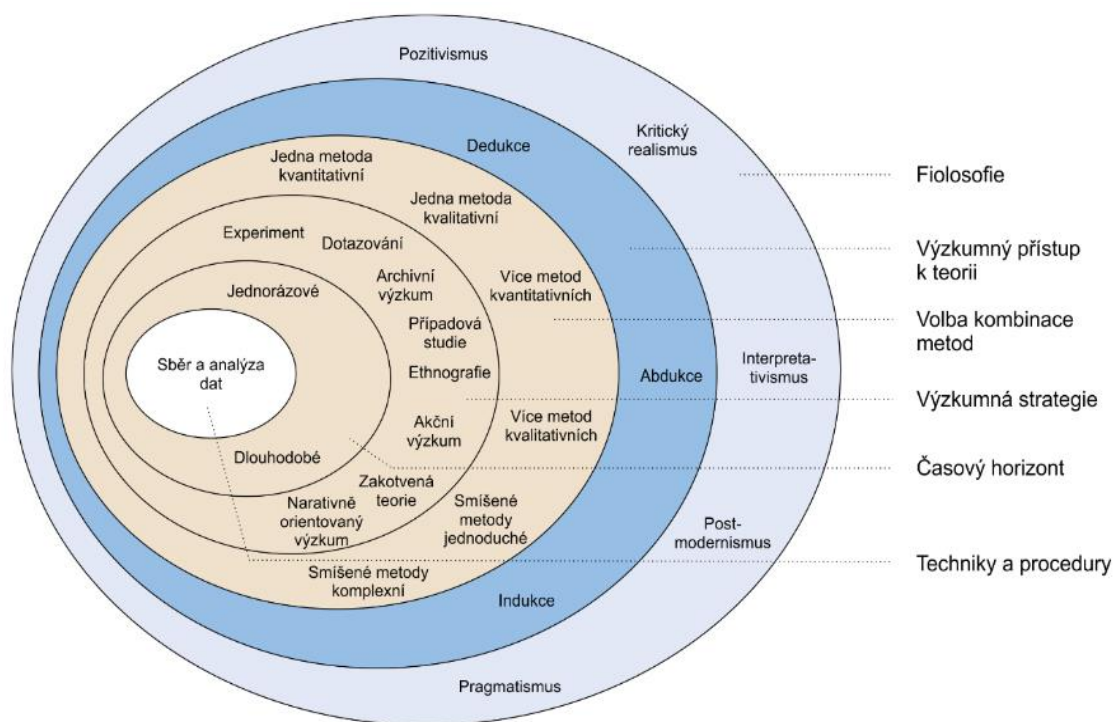 Pozitivismus
Kritický
realismus
Dedukce
Jedna metoda
kvantitativní
Jedna metoda
kvalitativní
Experiment
Dotazování
Archivní
výzkum
Více metod
kvantitativních
Jednorázové
Případová
studie
Sběr a analýza
dat
Ethnografie
Abdukce
Interpreta-
tivismus
Akční
výzkum
Více metod
kvalitativních
Dlouhodobé
Zakotvená
teorie
Narativně
orientovaný
výzkum
Smíšené
metody
jednoduché
Post-
modernismus
Smíšené metody
komplexní
Indukce
Pragmatismus
Fiolosofie
Výzkumný přístup
k teorii
Volba kombinace
metod
Výzkumná strategie
Časový horizont
Techniky a procedury